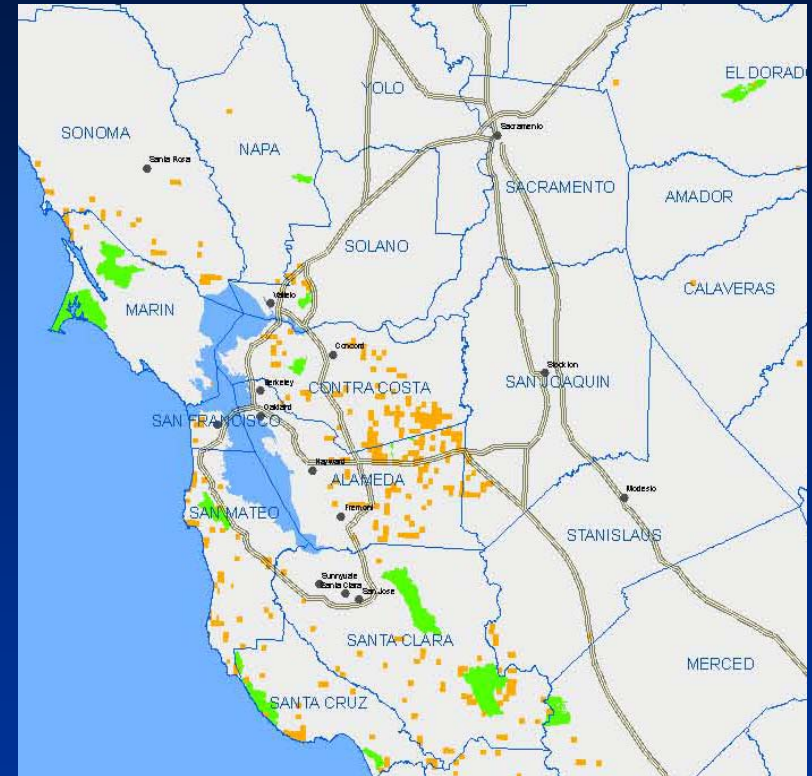 EL DORADO
YOLO
SONOMA
Sacramento
NAPA
Santa Rosa
SACRAMENTO
AMADOR
SOLANO
CALAVERAS
Vallejo
MARIN
Concord
Stockton
Berkeley
CONTRA COSTA
SAN JOAQUIN
Oakland
SAN FRANCISCO
Hayward
ALAMEDA
Modesto
Fremont
SAN MATEO
STANISLAUS
Sunnyvale
Santa Clara
San Jose
SANTA CLARA
MERCED
SANTA CRUZ